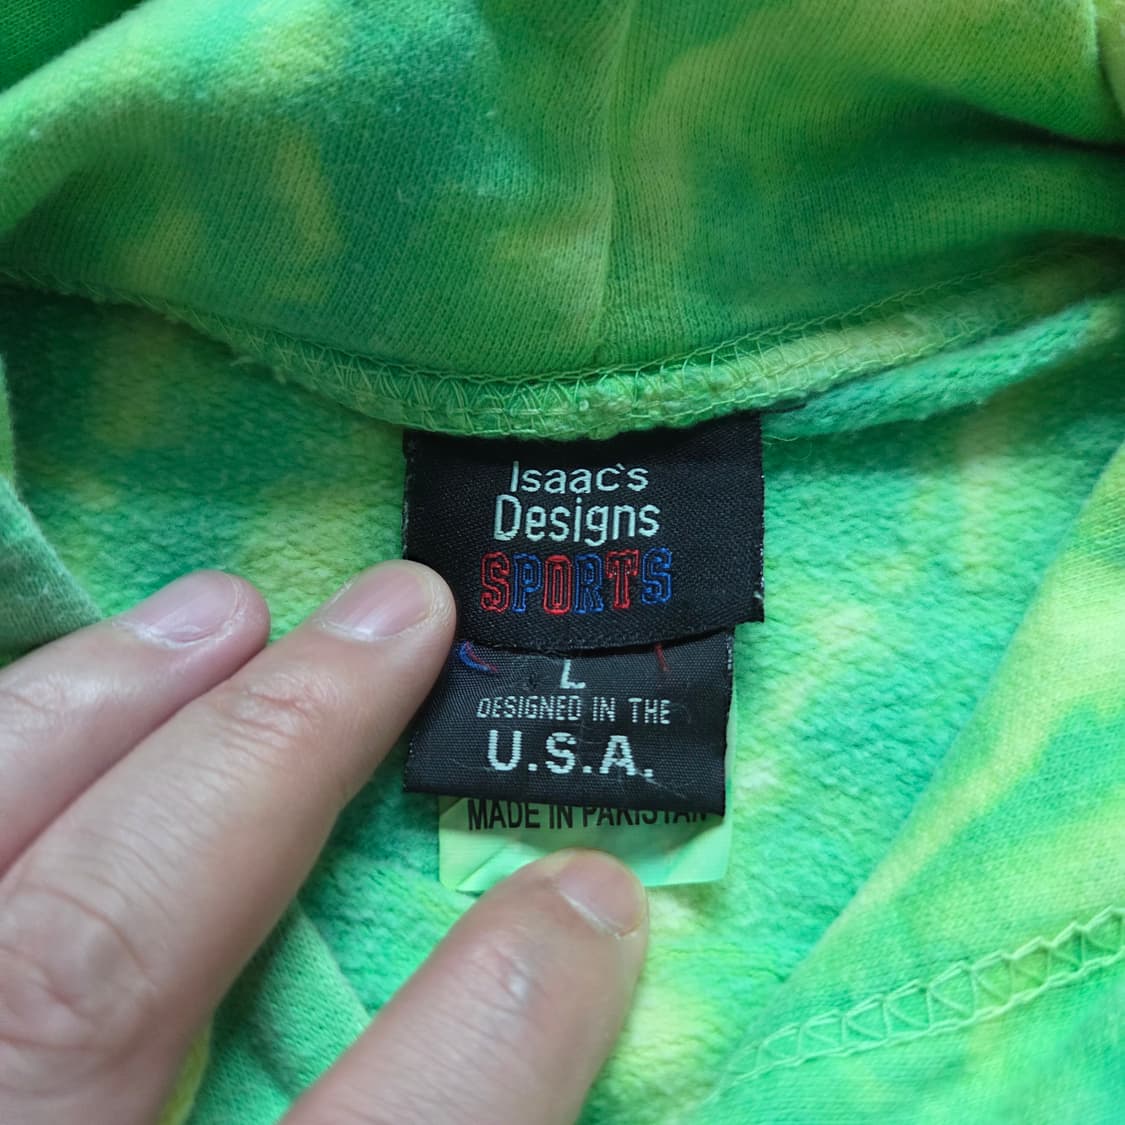 Isaac's
Designs
SPORTS
L
DESIGNED IN THE
U.S.A.
MADE IN PAKISTAN